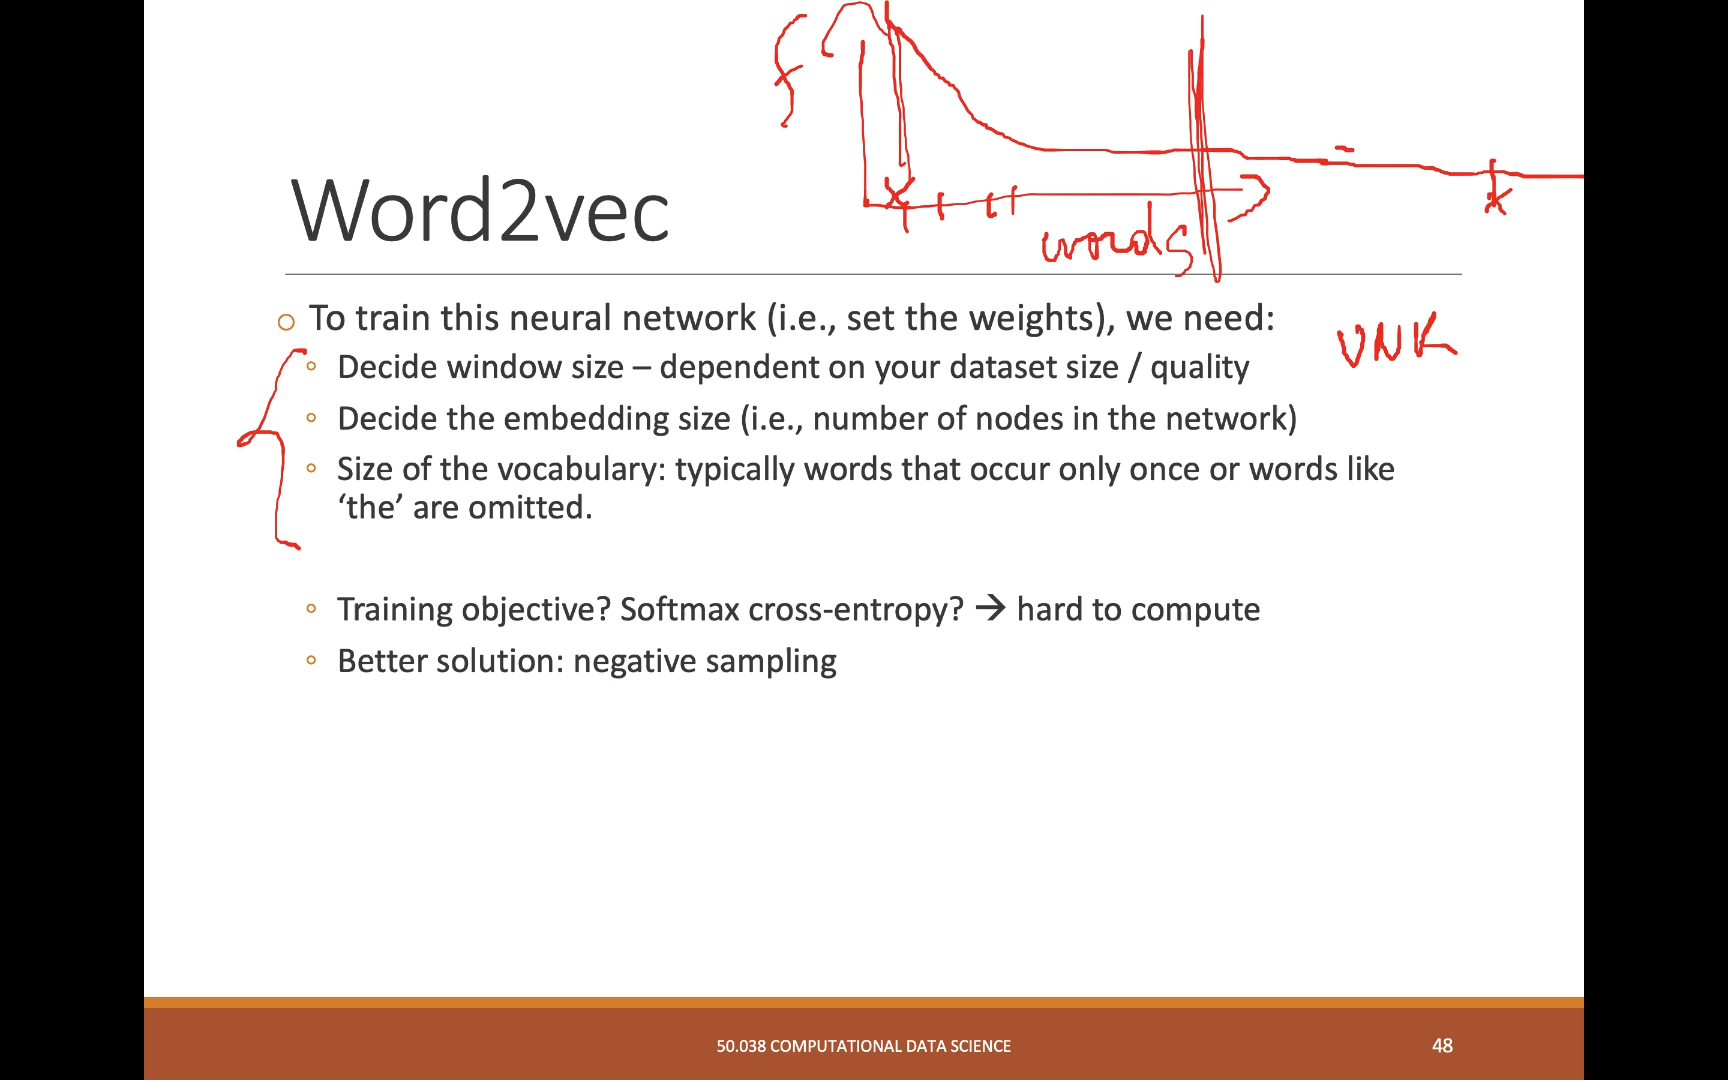 f
Word2vec
words
k
UNK
To train this neural network (i.e., set the weights), we need:
Decide window size – dependent on your dataset size / quality
Decide the embedding size (i.e., number of nodes in the network)
Size of the vocabulary: typically words that occur only once or words like
‘the’ are omitted.
Training objective? Softmax cross-entropy? → hard to compute
Better solution: negative sampling
50.038 COMPUTATIONAL DATA SCIENCE
48